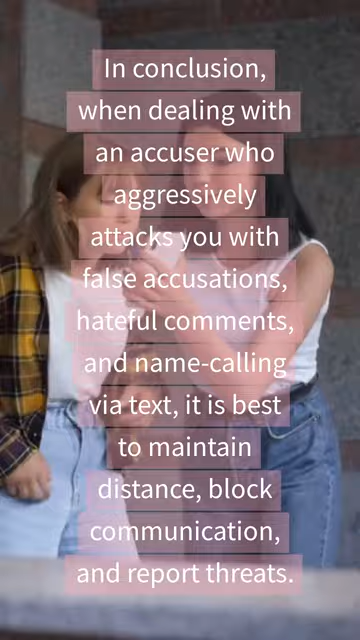 In conclusion,
when dealing with
an accuser who
aggressively
attacks you with
false accusations,
hateful comments,
and name-calling
via text, it is best
to maintain
distance, block
communication,
and report threats.